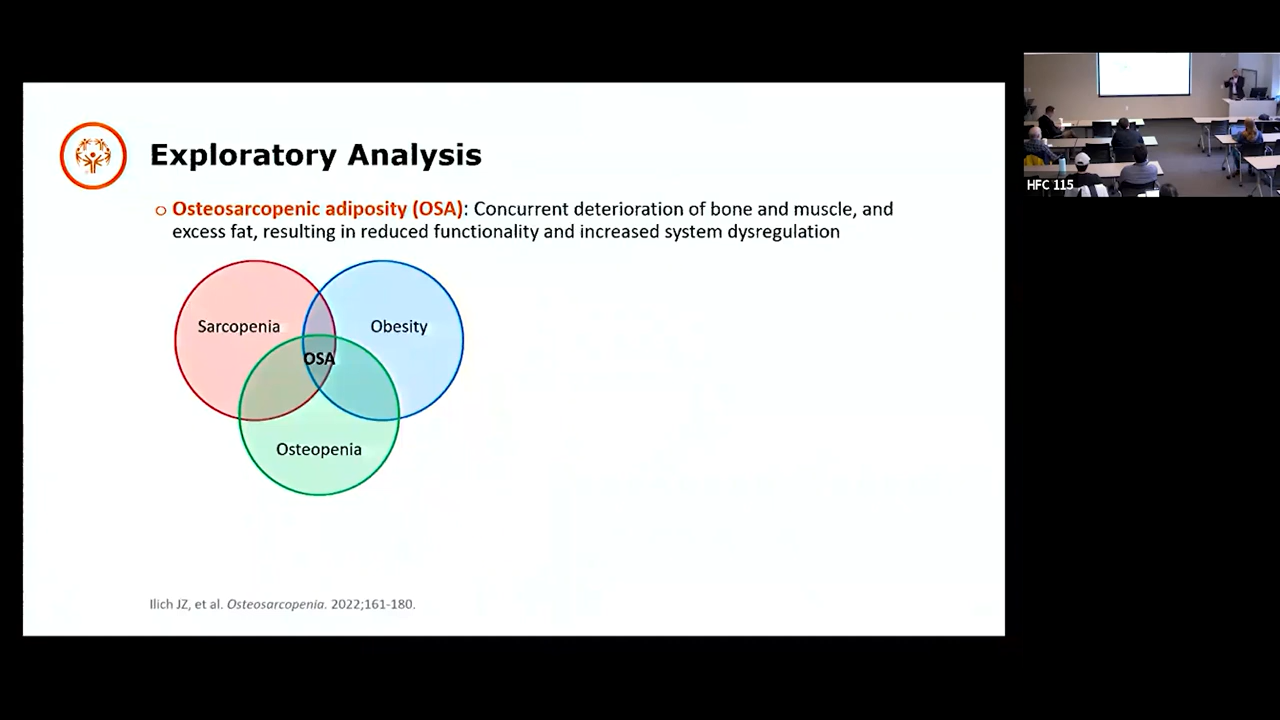 Exploratory Analysis
o Osteosarcopenic adiposity (OSA): Concurrent deterioration of bone and muscle, and
excess fat, resulting in reduced functionality and increased system dysregulation
Sarcopenia
Obesity
OSA
Osteopenia
Ilich JZ, et al. Osteosarcopenia. 2022;161-180.
HFC 115